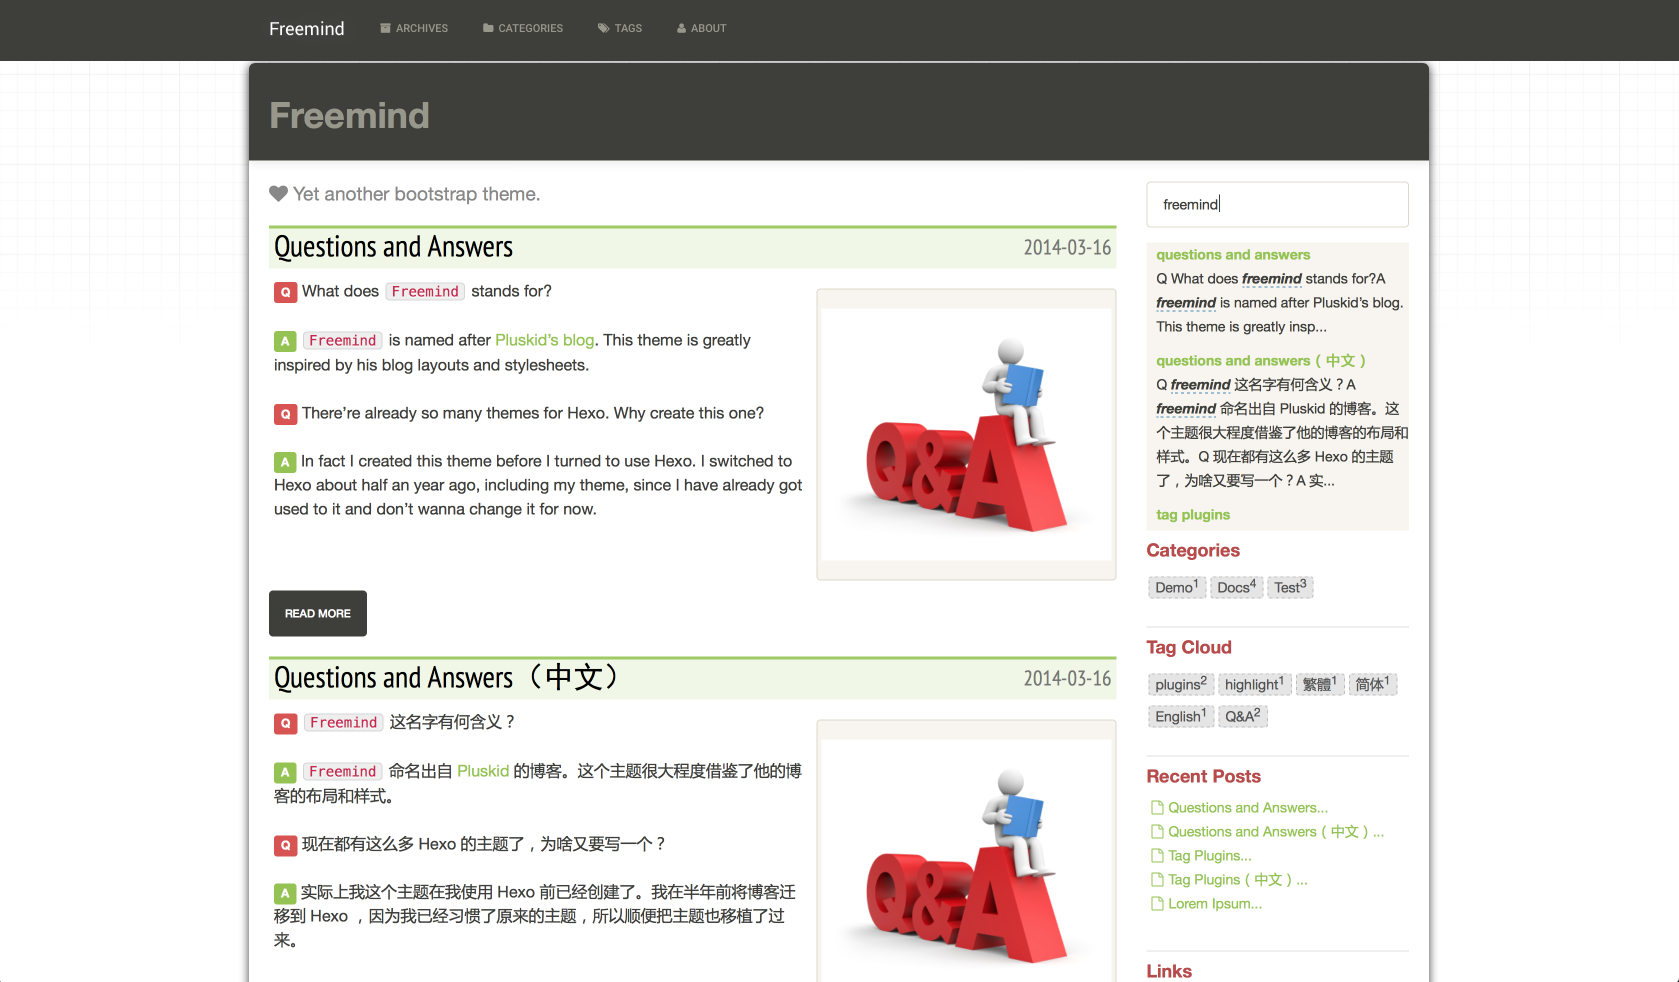 Freemind ARCHIVES CATEGORIES TAGS ABOUT
Freemind
Yet another bootstrap theme.
Questions and Answers 2014-03-16
Q What does Freemind stands for?
A Freemind is named after Pluskid’s blog. This theme is greatly
inspired by his blog layouts and stylesheets.
Q There’re already so many themes for Hexo. Why create this one?
A In fact I created this theme before I turned to use Hexo. I switched to
Hexo about half an year ago, including my theme, since I have already got
used to it and don’t wanna change it for now.
Q&A
READ MORE
Questions and Answers（中文） 2014-03-16
Q Freemind 这名字有何含义？
A Freemind 命名出自 Pluskid 的博客。这个主题很大程度借鉴了他的博
客的布局和样式。
Q 现在都有这么多 Hexo 的主题了，为啥又要写一个？
A 实际上我这个主题在我使用 Hexo 前已经创建了。我在半年前将博客迁
移到 Hexo ，因为我已经习惯了原来的主题，所以顺便把主题也移植了过
来。
Q&A
freemind
questions and answers
Q What does freemind stands for?A
freemind is named after Pluskid’s blog.
This theme is greatly insp...
questions and answers（中文）
Q freemind 这名字有何含义？A
freemind 命名出自 Pluskid 的博客。这
个主题很大程度借鉴了他的博客的布局和
样式。Q 现在都有这么多 Hexo 的主题
了，为啥又要写一个？A 实...
tag plugins
Categories
Demo1 Docs4 Test3
Tag Cloud
plugins2 highlight1 繁體1 简体1
English1 Q&A2
Recent Posts
Questions and Answers...
Questions and Answers（中文）...
Tag Plugins...
Tag Plugins（中文）...
Lorem Ipsum...
Links